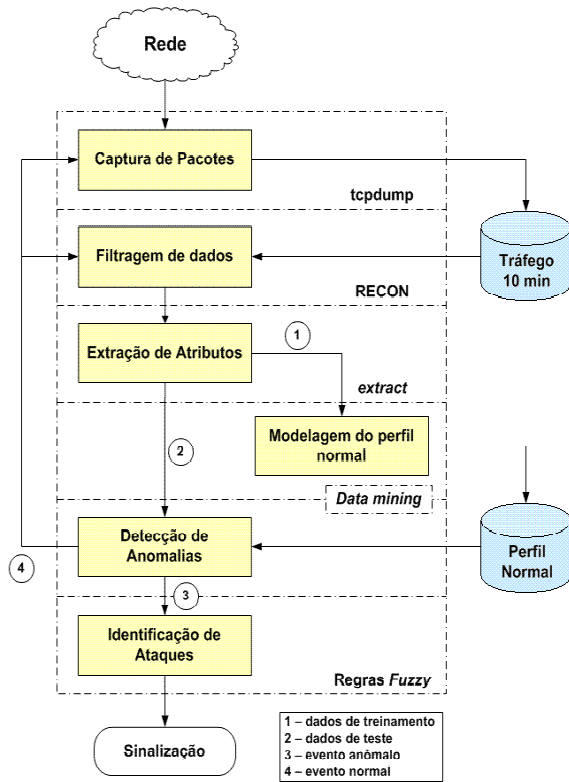 Rede
Captura de Pacotes
tcpdump
Filtragem de dados
RECON
Tráfego
10 min
Extração de Atributos
1
extract
Modelagem do perfil
normal
2
Data mining
Detecção de
Anomalias
Perfil
Normal
4
3
Identificação de
Ataques
Regras Fuzzy
Sinalização
1 – dados de treinamento
2 – dados de teste
3 – evento anômalo
4 – evento normal